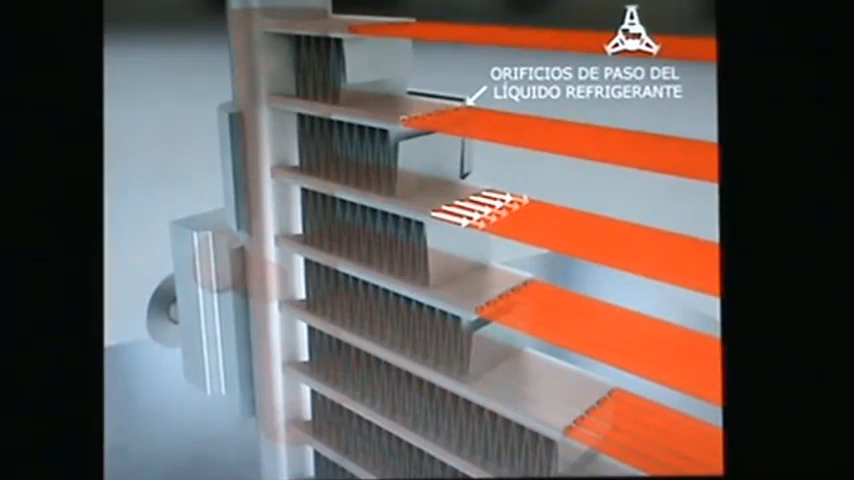 ORIFICIOS DE PASO DEL
LÍQUIDO REFRIGERANTE